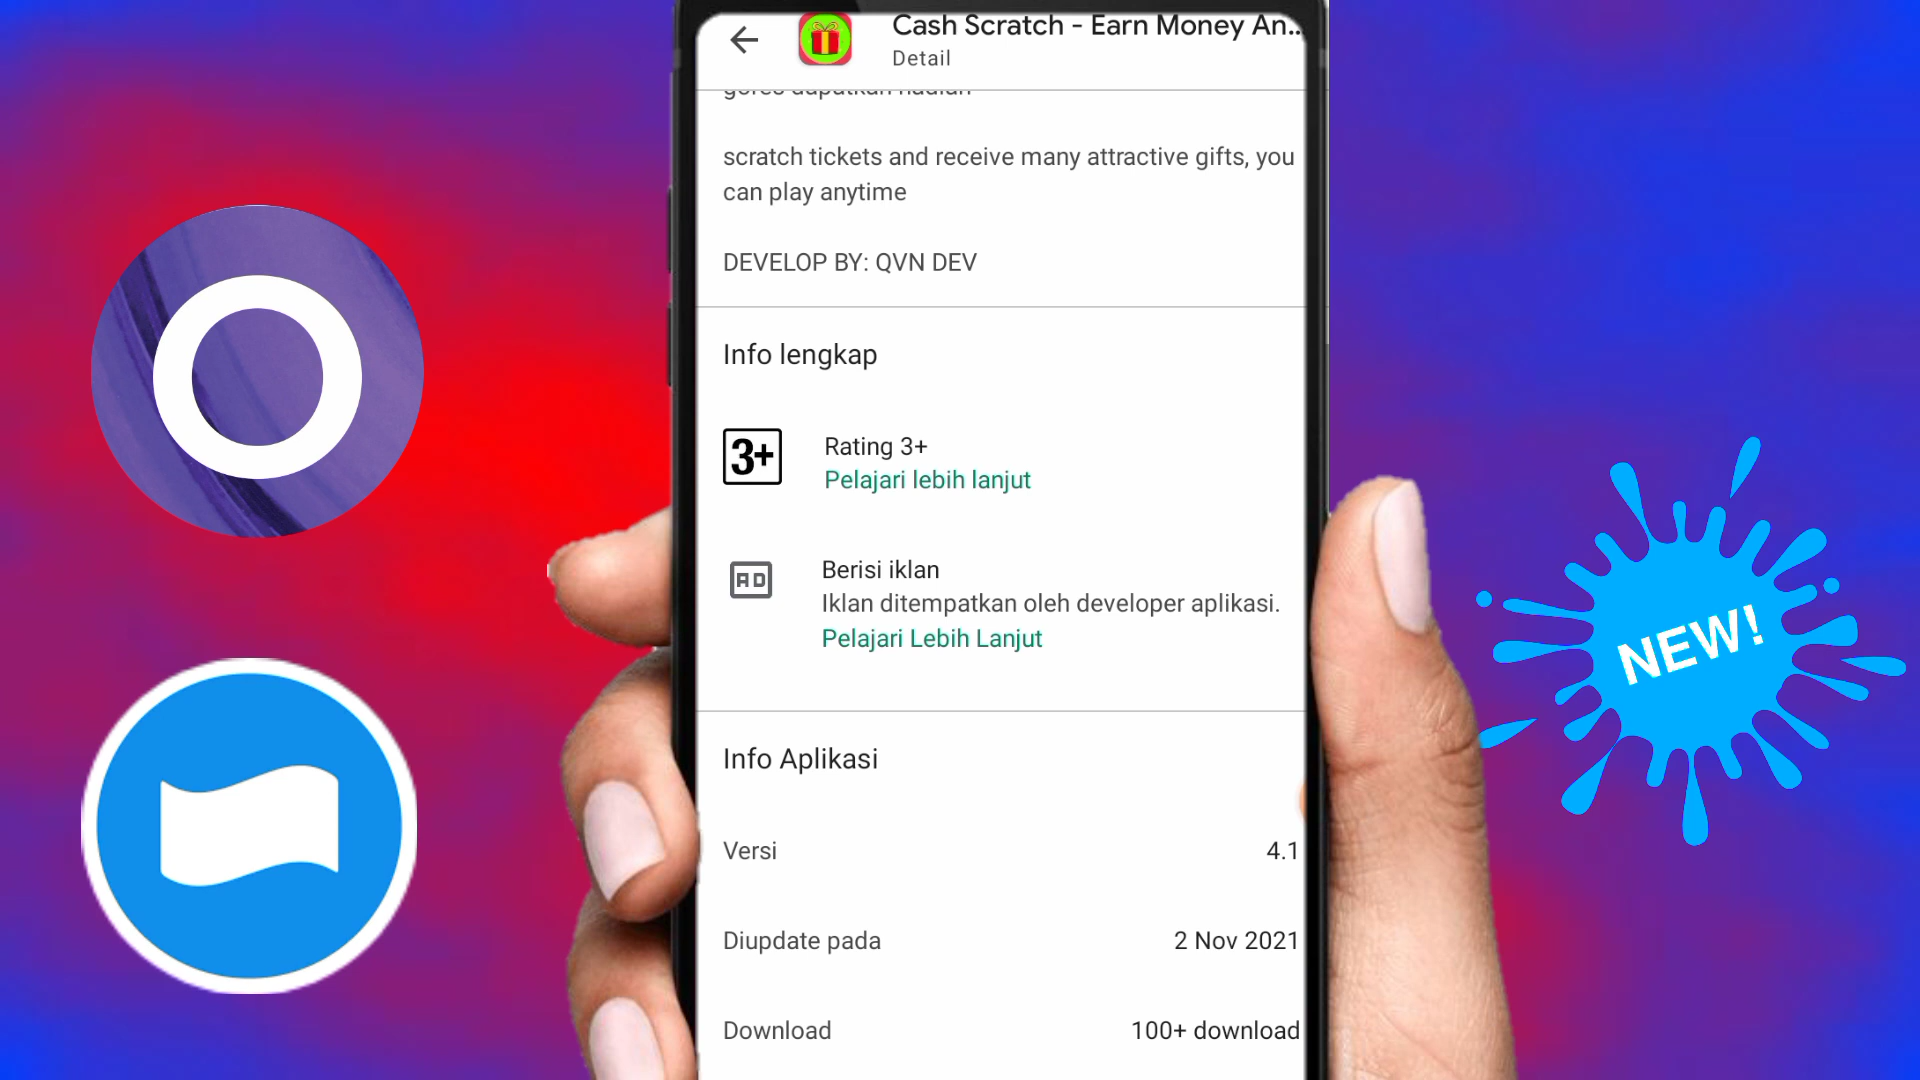 Cash Scratch - Earn Money An...
Detail
gores dapatkan hadiah
scratch tickets and receive many attractive gifts, you
can play anytime
DEVELOP BY: QVN DEV
Info lengkap
3+
Rating 3+
Pelajari lebih lanjut
AD
Berisi iklan
Iklan ditempatkan oleh developer aplikasi.
Pelajari Lebih Lanjut
NEW!
Info Aplikasi
Versi 4.1
Diupdate pada 2 Nov 2021
Download 100+ download